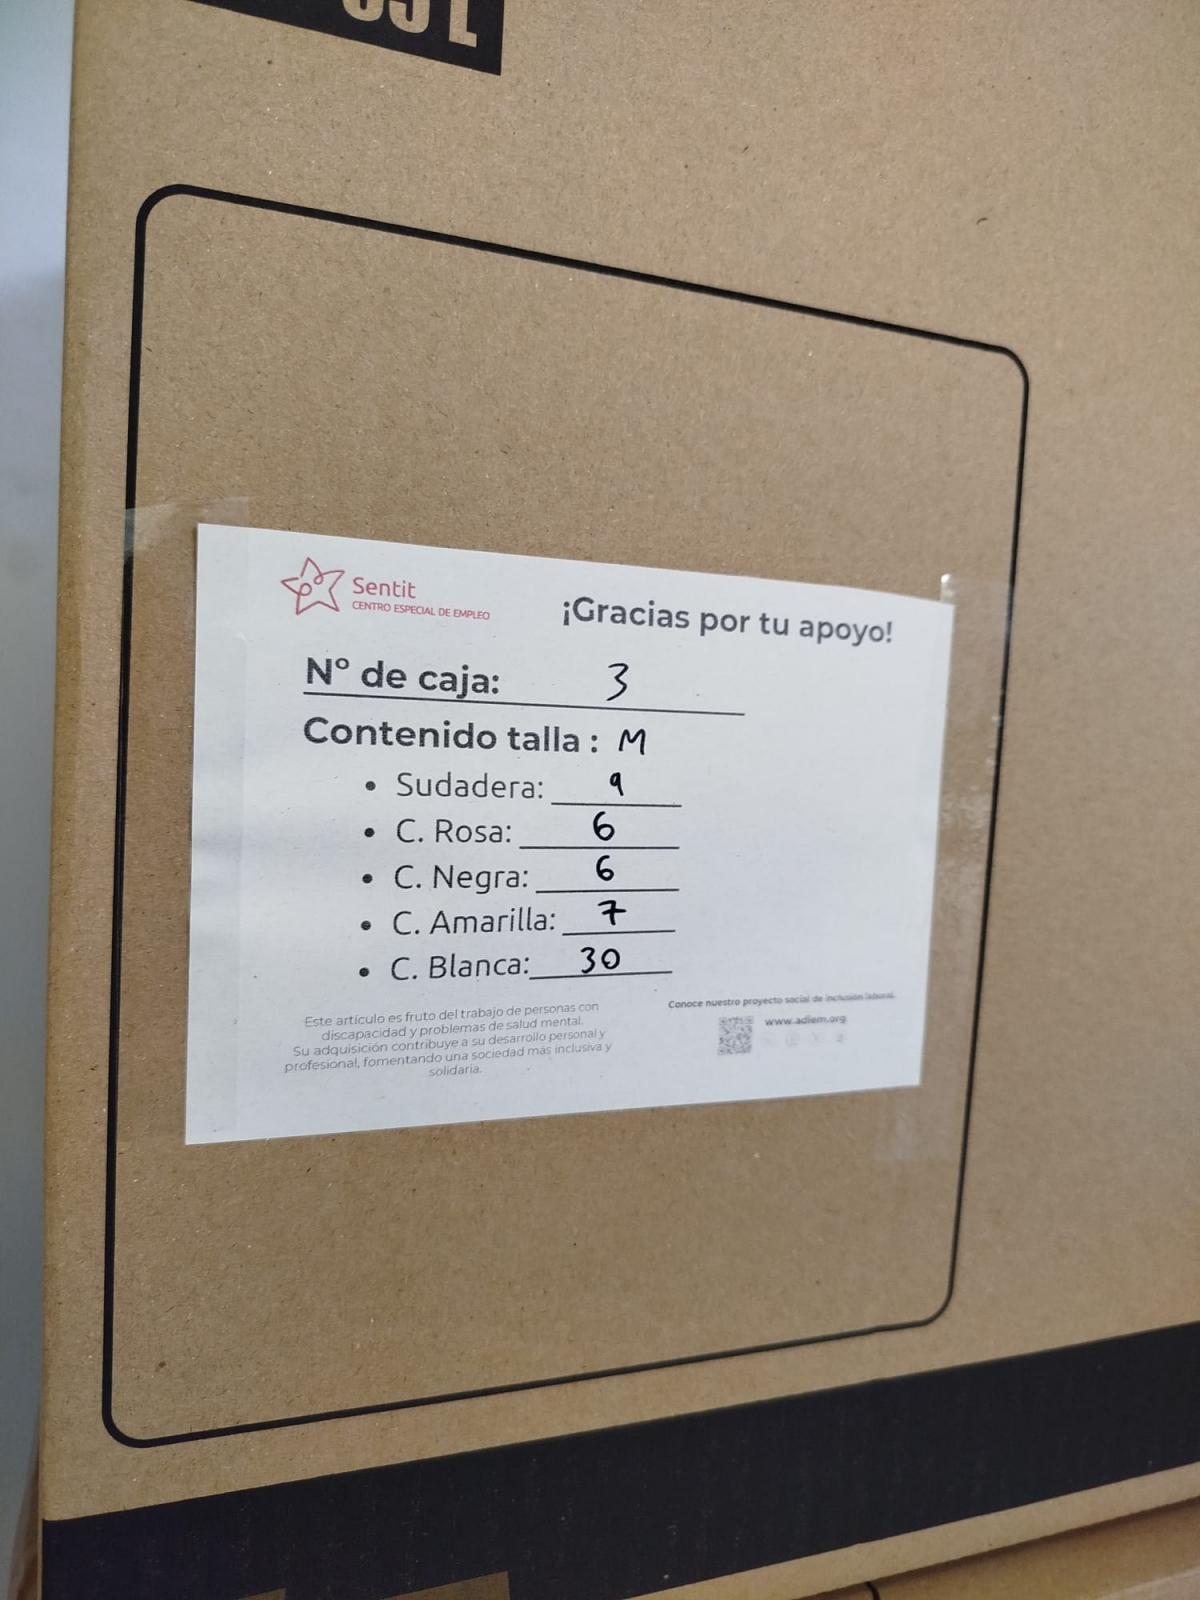 Sentit
CENTRO ESPECIAL DE EMPLEO
¡Gracias por tu apoyo!
Nº de caja: 3
Contenido talla : M
• Sudadera: 9
• C. Rosa: 6
• C. Negra: 6
• C. Amarilla: 7
• C. Blanca: 30
Este artículo es fruto del trabajo de personas con
discapacidad y problemas de salud mental.
Su adquisición contribuye a su desarrollo personal y
profesional, fomentando una sociedad más inclusiva y
solidaria.
Conoce nuestro proyecto social de inclusión laboral.
www.adiem.org